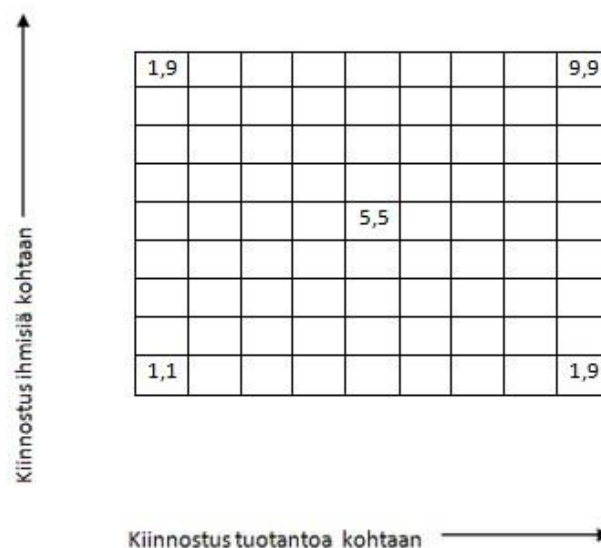 1,9 9,9
5,5
1,1 1,9
Kiinnostus ihmisiä kohtaan
Kiinnostus tuotantoa kohtaan